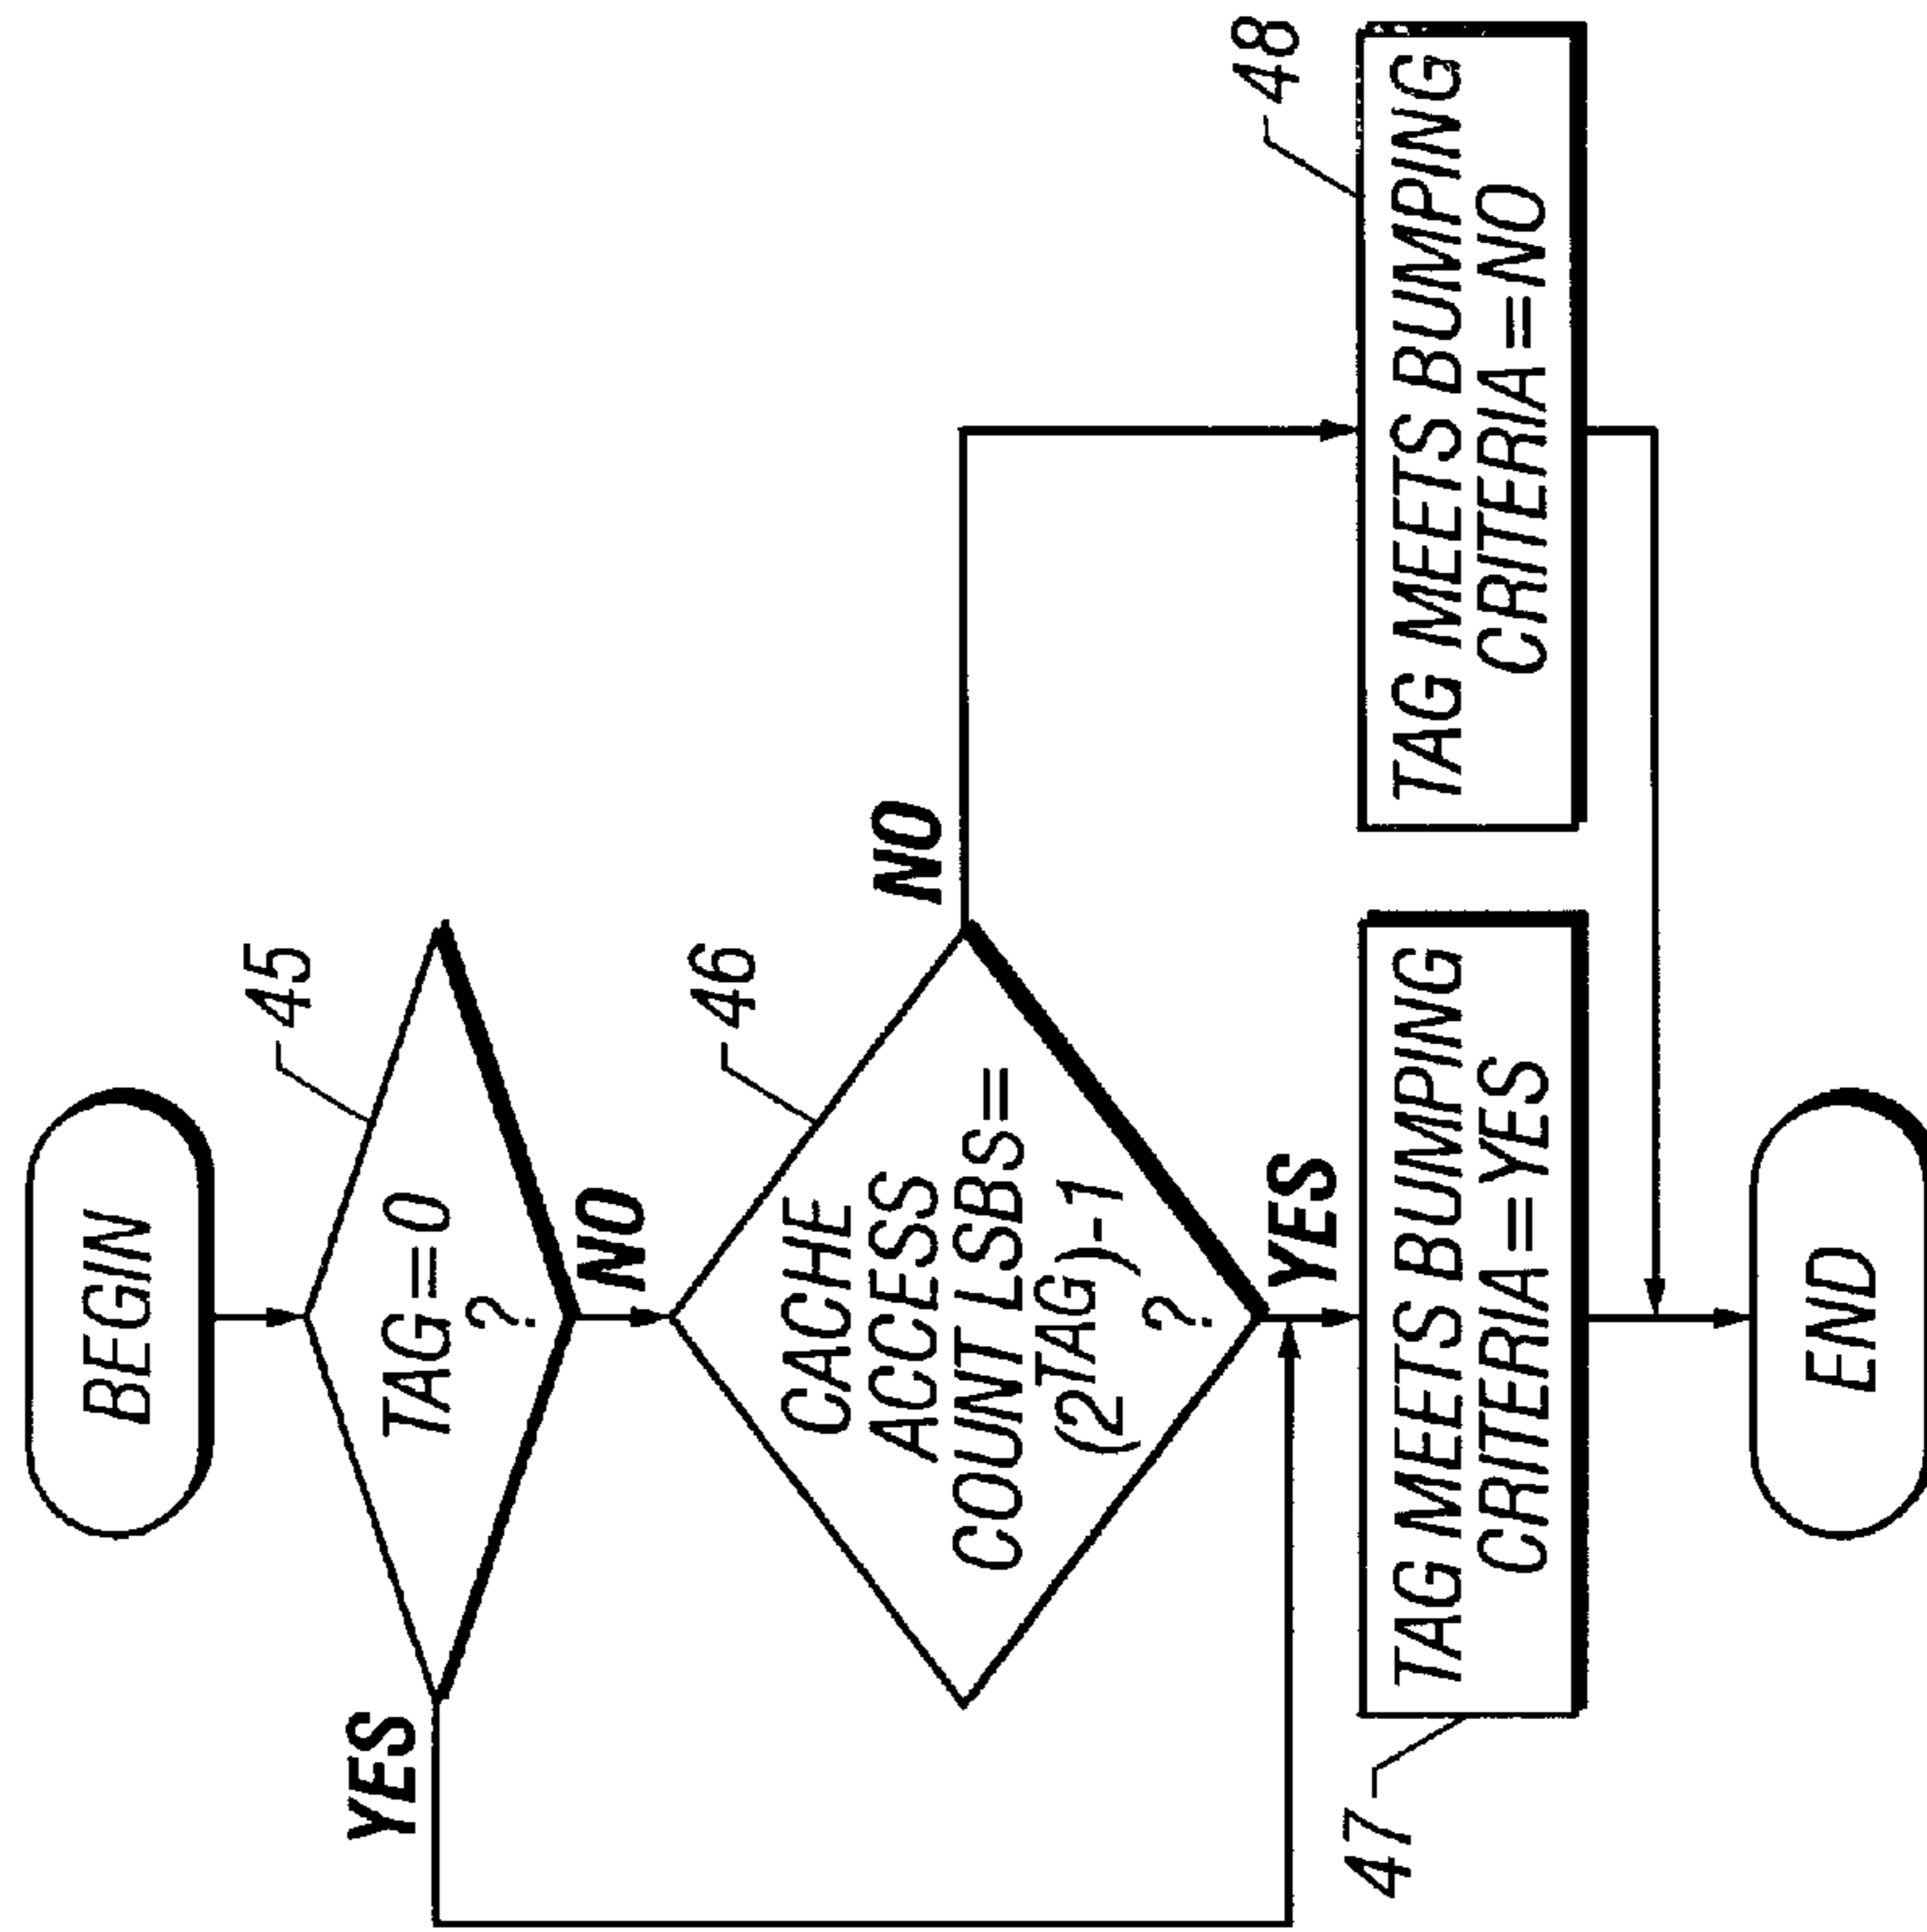 BEGIN
45
TAG=0
?
YES
NO
46
CACHE
ACCESS
COUNT LSBs=
(2TAG)-1
?
NO
YES
47
TAG MEETS BUMPING
CRITERIA=YES
48
TAG MEETS BUMPING
CRITERIA=NO
END